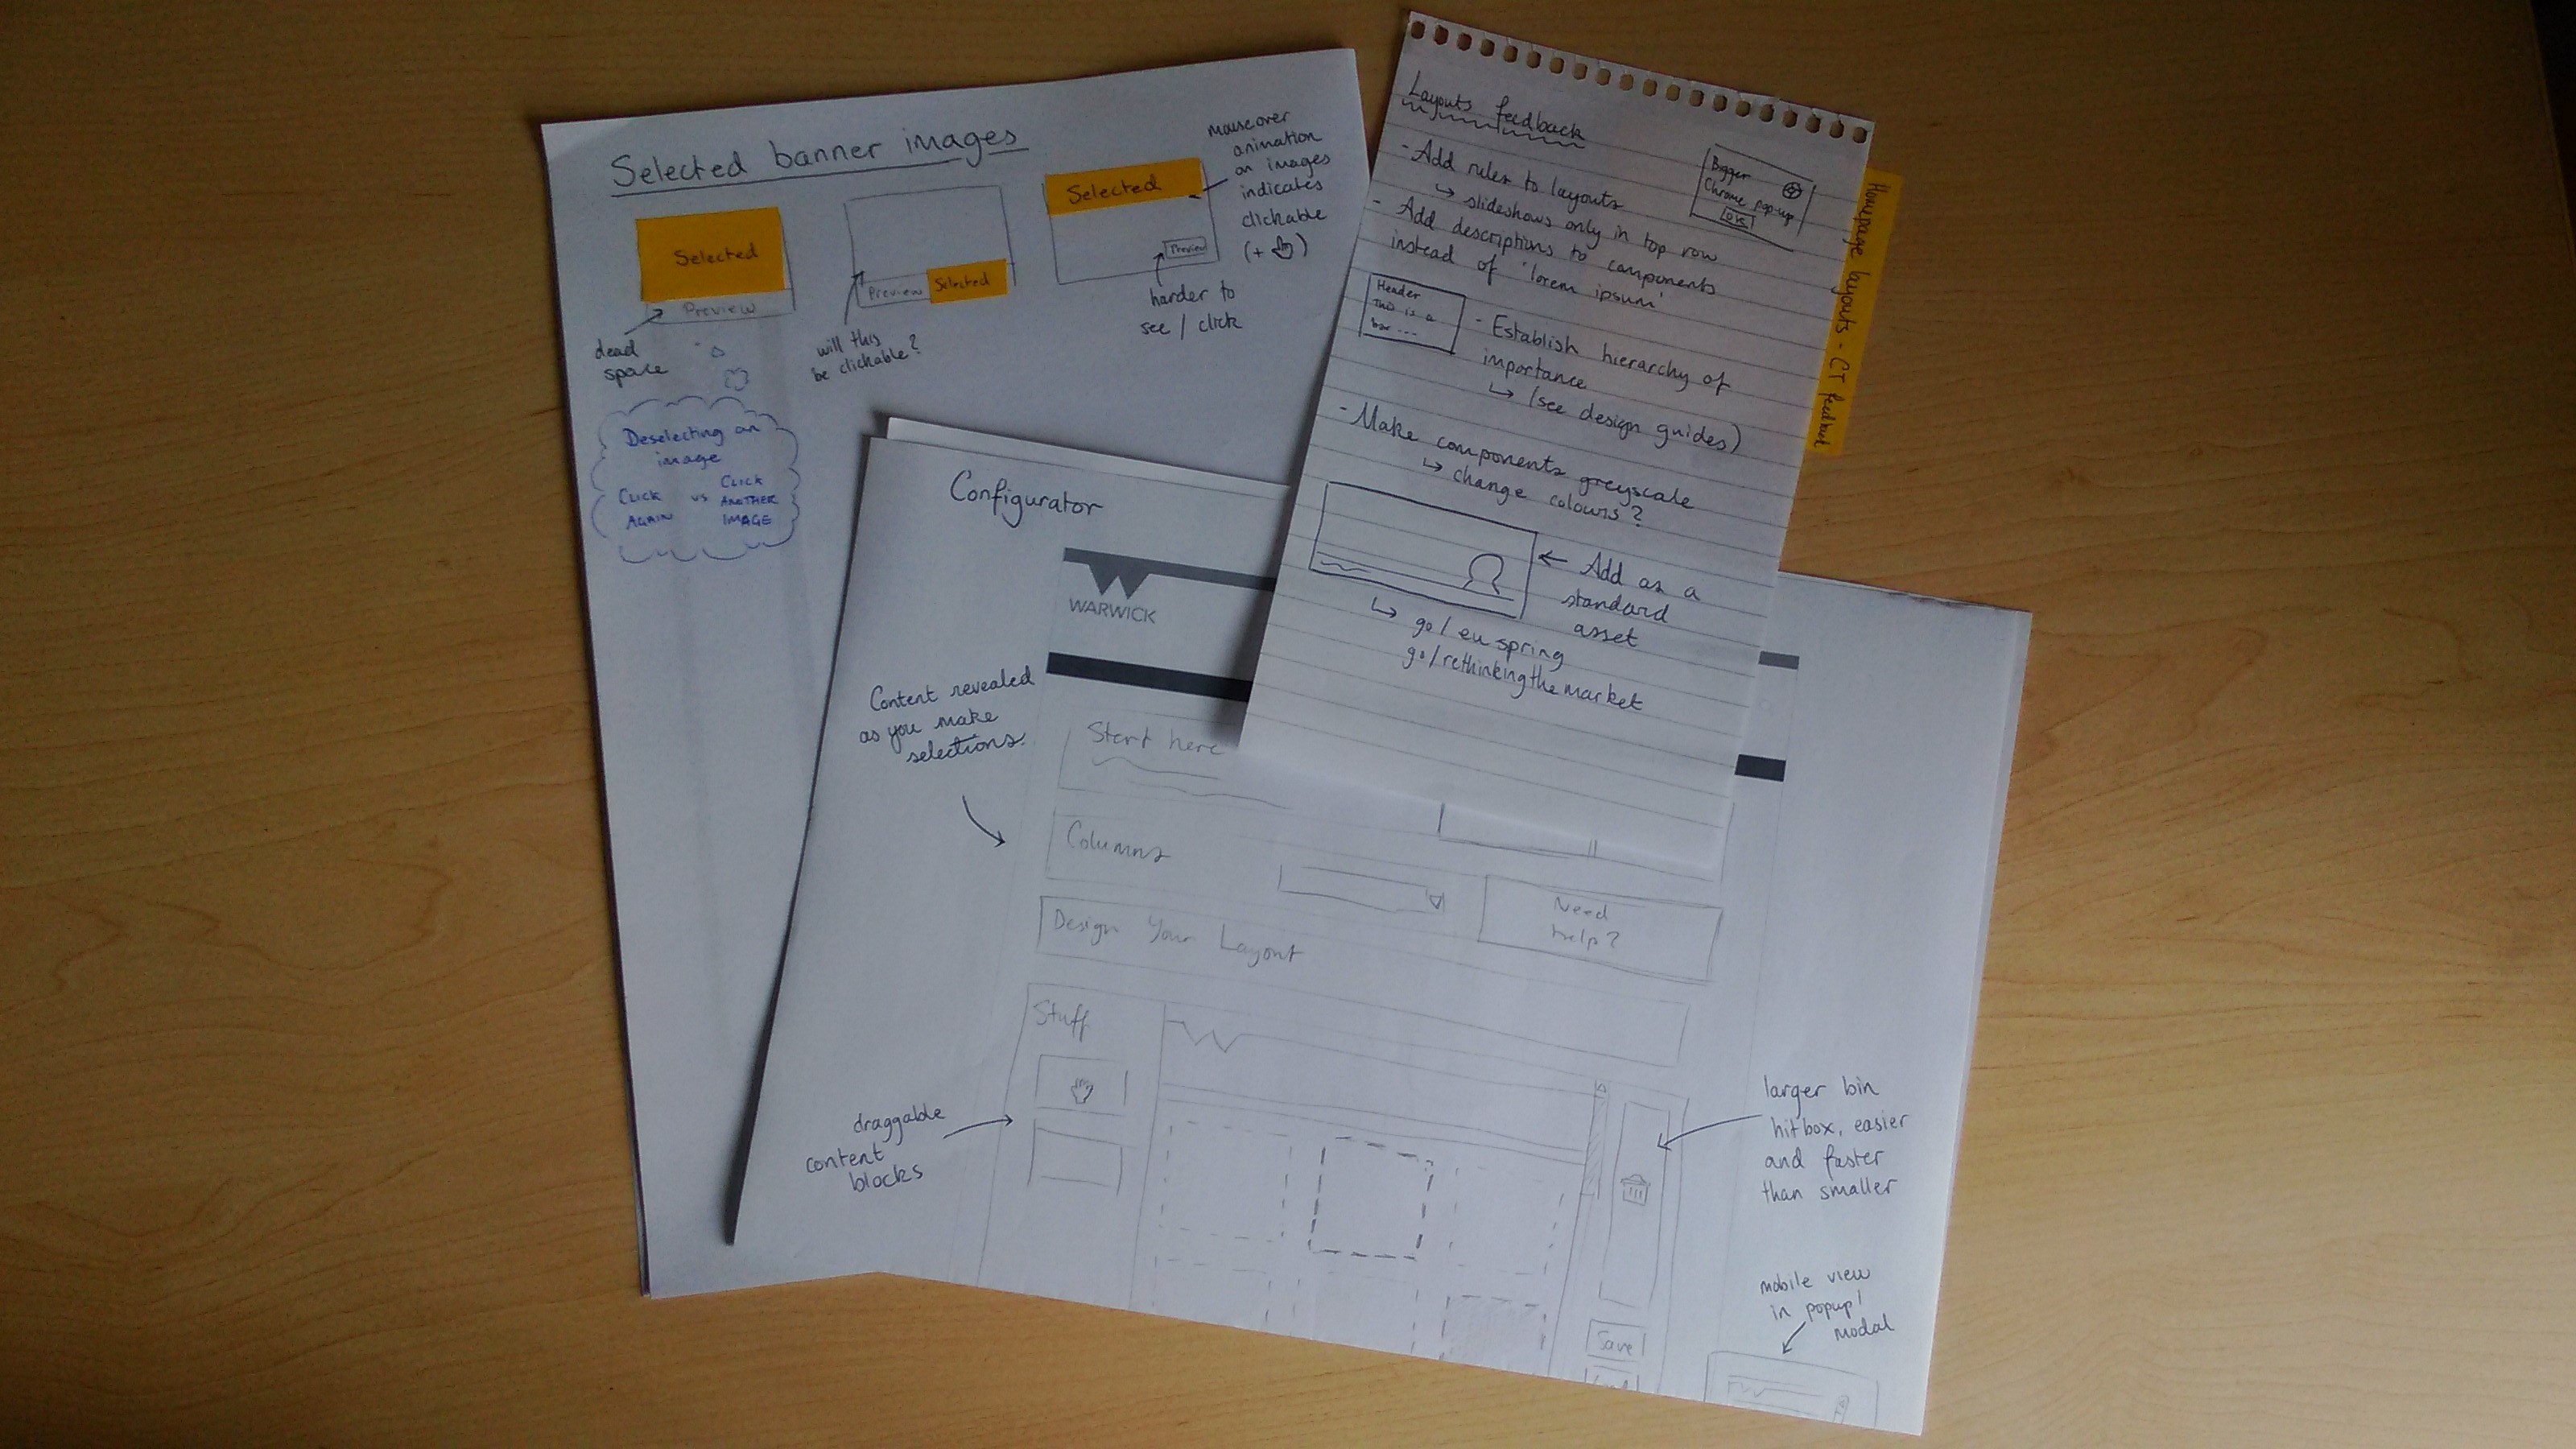 Selected banner images
Selected
Preview
dead
space
Deselecting an
image
CLICK
AGAIN
vs
CLICK
ANOTHER
IMAGE
Preview
Selected
will this
be clickable?
Selected
Preview
harder to
see / click
mouseover
animation
on images
indicates
clickable
(+ )
Layouts feedback
- Add rules to layouts
↳ slideshows only in top row
- Add descriptions to components
instead of 'lorem ipsum'
Bigger
Chrome pop-up
OK
Header
This is a
box ...
- Establish hierarchy of
importance
↳ (see design guides)
- Make components greyscale
↳ change colours?
← Add as a
standard
asset
↳ go/euspring
go/rethinkingthemarket
Homepage layouts - CT feedback
Configurator
WARWICK
Content revealed
as you make
selections.
Start here
Columns
Need
help?
Design Your Layout
Stuff
draggable
content
blocks
larger bin
hitbox, easier
and faster
than smaller
Save
mobile view
in popup/
modal